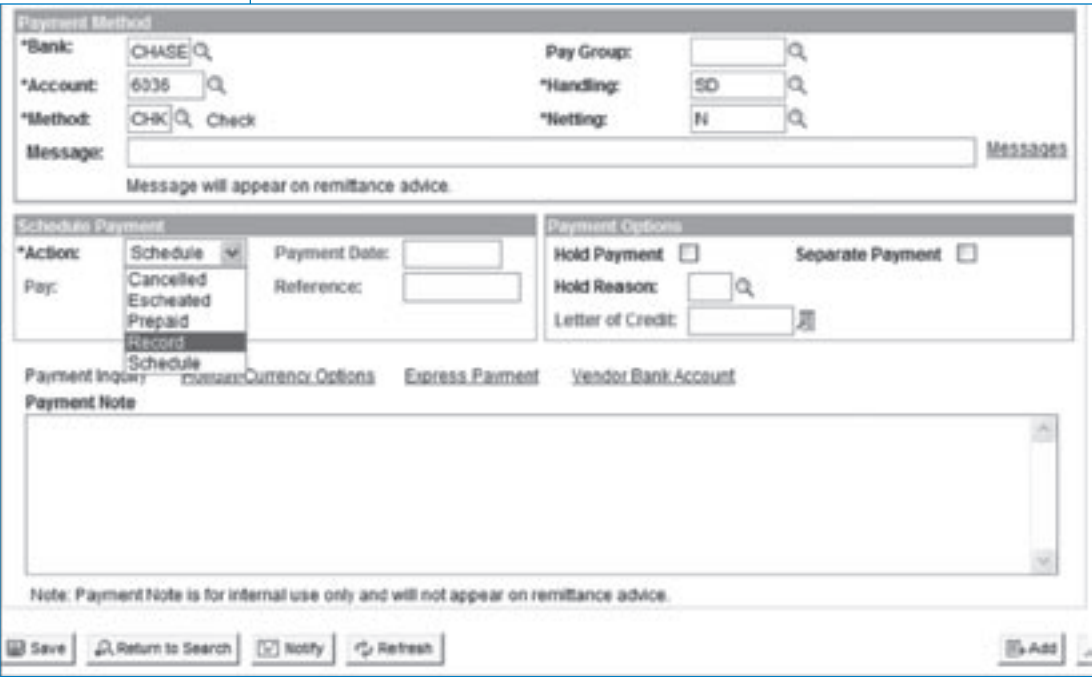 Payment Method
*Bank: CHASE Pay Group:
*Account: 6036 *Handling: SD
*Method: CHK Check *Netting: N
Message: Messages
Message will appear on remittance advice.
Schedule Payment Payment Options
*Action: Schedule Payment Date: Hold Payment Separate Payment
Pay: Cancelled Reference: Hold Reason:
Escheated
Prepaid Letter of Credit:
Record
Schedule
Payment Inquiry Currency Options Express Payment Vendor Bank Account
Payment Note
Note: Payment Note is for internal use only and will not appear on remittance advice.
Save Return to Search Notify Refresh Add